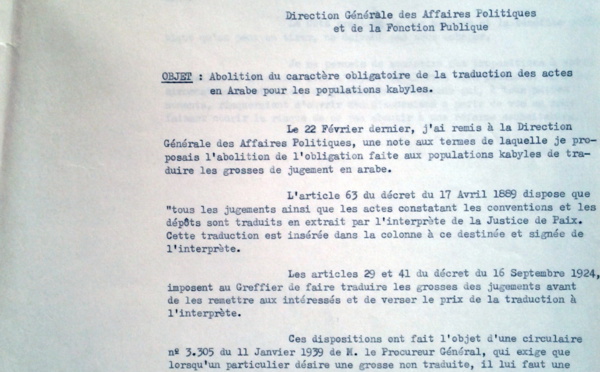 Direction Générale des Affaires Politiques
et de la Fonction Publique
OBJET : Abolition du caractère obligatoire de la traduction des actes
en Arabe pour les populations kabyles.
Le 22 Février dernier, j'ai remis à la Direction
Générale des Affaires Politiques, une note aux termes de laquelle je pro-
posais l'abolition de l'obligation faite aux populations kabyles de tra-
duire les grosses de jugement en arabe.
L'article 63 du décret du 17 Avril 1889 dispose que
"tous les jugements ainsi que les actes constatant les conventions et les
dépôts sont traduits en extrait par l'interprète de la Justice de Paix.
Cette traduction est insérée dans la colonne à ce destinée et signée de
l'interprète.
Les articles 29 et 41 du décret du 16 Septembre 1924,
imposent au Greffier de faire traduire les grosses des jugements avant
de les remettre aux intéressés et de verser le prix de la traduction à
l'interprète.
Ces dispositions ont fait l'objet d'une circulaire
nº 3.305 du 11 Janvier 1939 de M. le Procureur Général, qui exige que
lorsqu'un particulier désire une grosse non traduite, il lui faut une